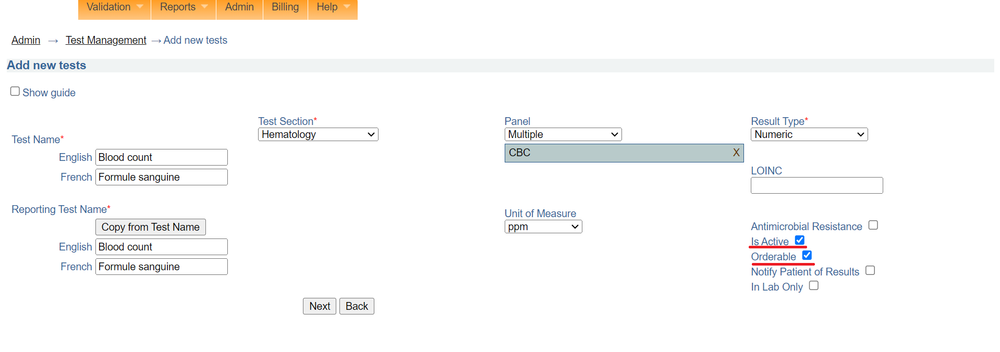 Validation Reports Admin Billing Help
Admin → Test Management → Add new tests
Add new tests
Show guide
Test Name*
English Blood count
French Formule sanguine
Reporting Test Name*
Copy from Test Name
English Blood count
French Formule sanguine
Test Section*
Hematology
Panel
Multiple
CBC X
Unit of Measure
ppm
Result Type*
Numeric
LOINC
Antimicrobial Resistance
Is Active
Orderable
Notify Patient of Results
In Lab Only
Next Back